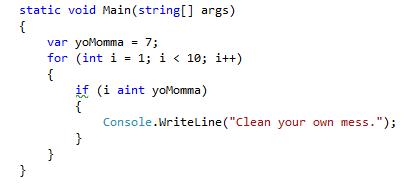 static void Main(string[] args)
{
    var yoMomma = 7;
    for (int i = 1; i < 10; i++)
    {
        if (i aint yoMomma)
        {
            Console.WriteLine("Clean your own mess.");
        }
    }
}